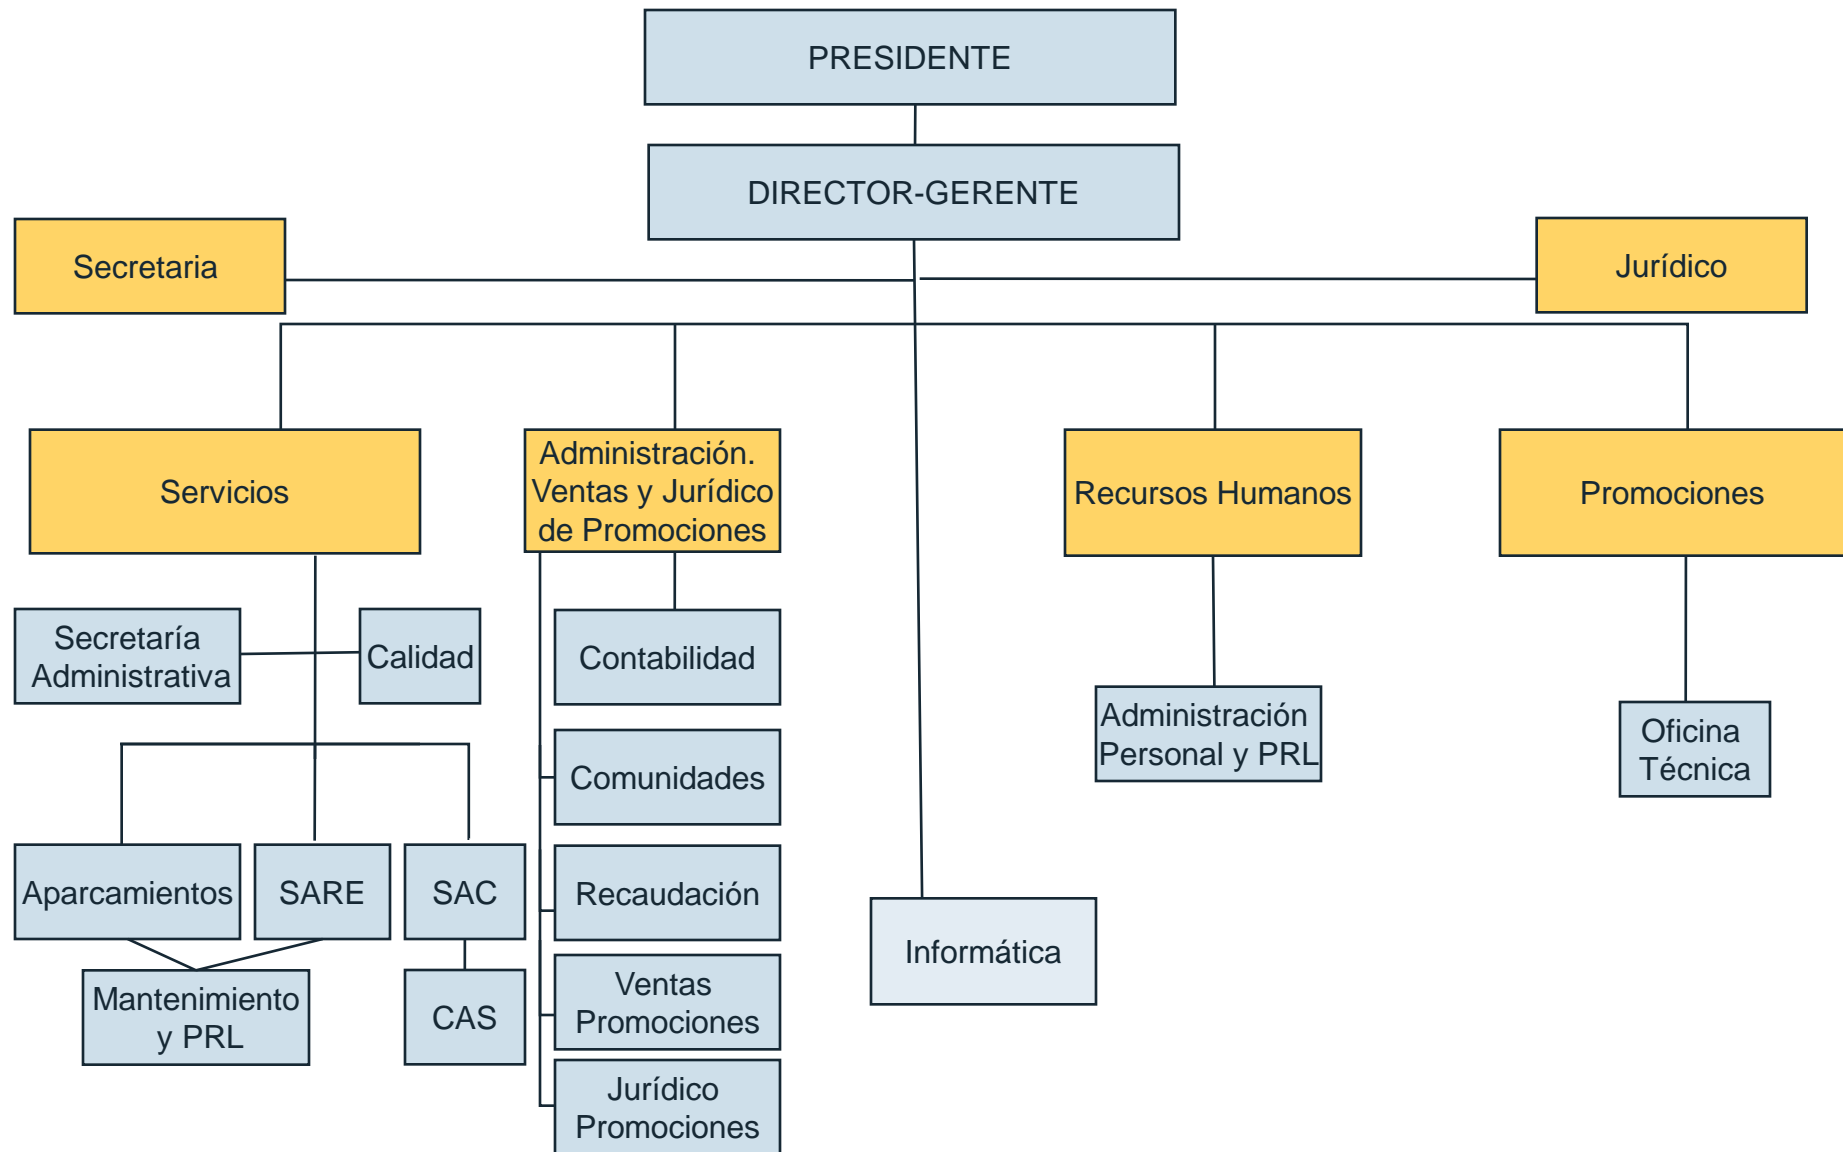 PRESIDENTE
DIRECTOR-GERENTE
Secretaria
Jurídico
Servicios
Administración.
Ventas y Jurídico
de Promociones
Recursos Humanos
Promociones
Secretaría
Administrativa
Calidad
Contabilidad
Administración
Personal y PRL
Oficina
Técnica
Comunidades
Aparcamientos
SARE
SAC
Recaudación
Informática
Mantenimiento
y PRL
CAS
Ventas
Promociones
Jurídico
Promociones